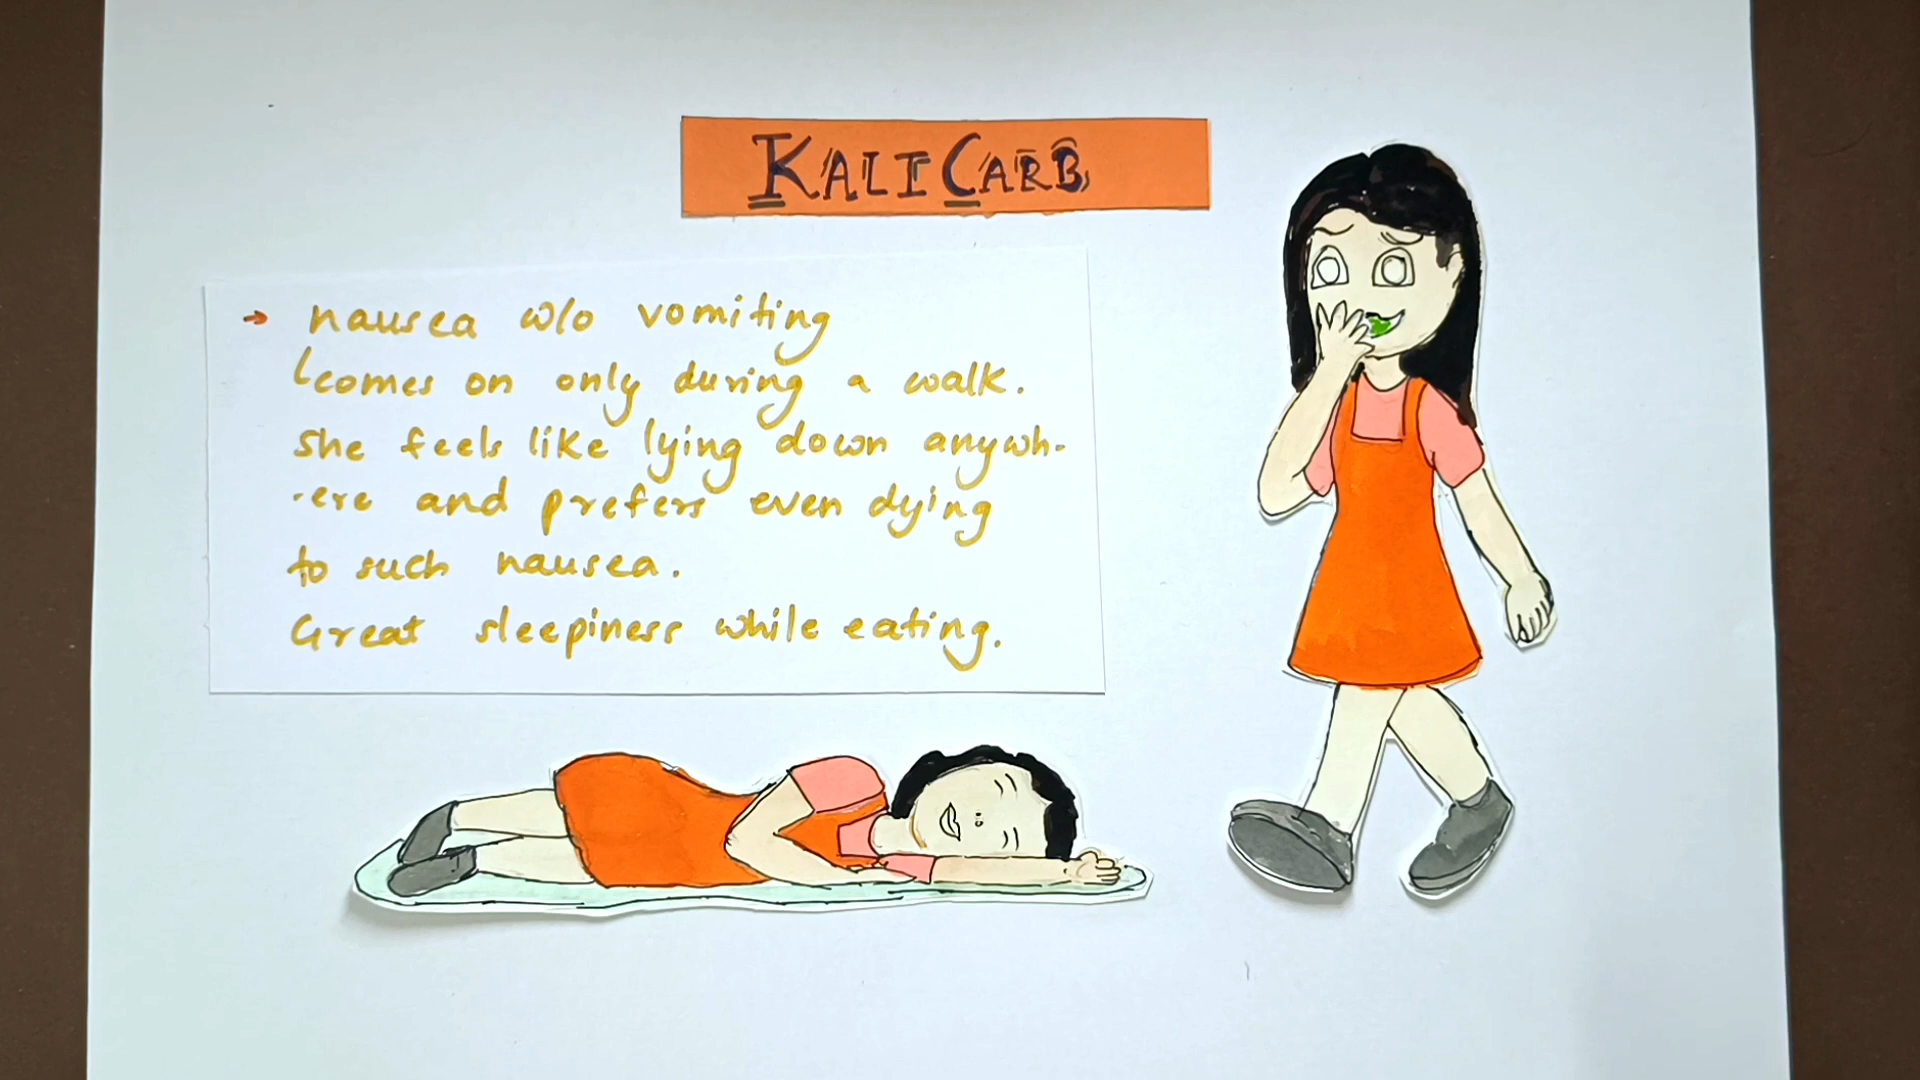 KALI CARB
→ nausea w/o vomiting
comes on only during a walk.
she feels like lying down anywh-
-ere and prefers even dying
to such nausea.
Great sleepiness while eating.